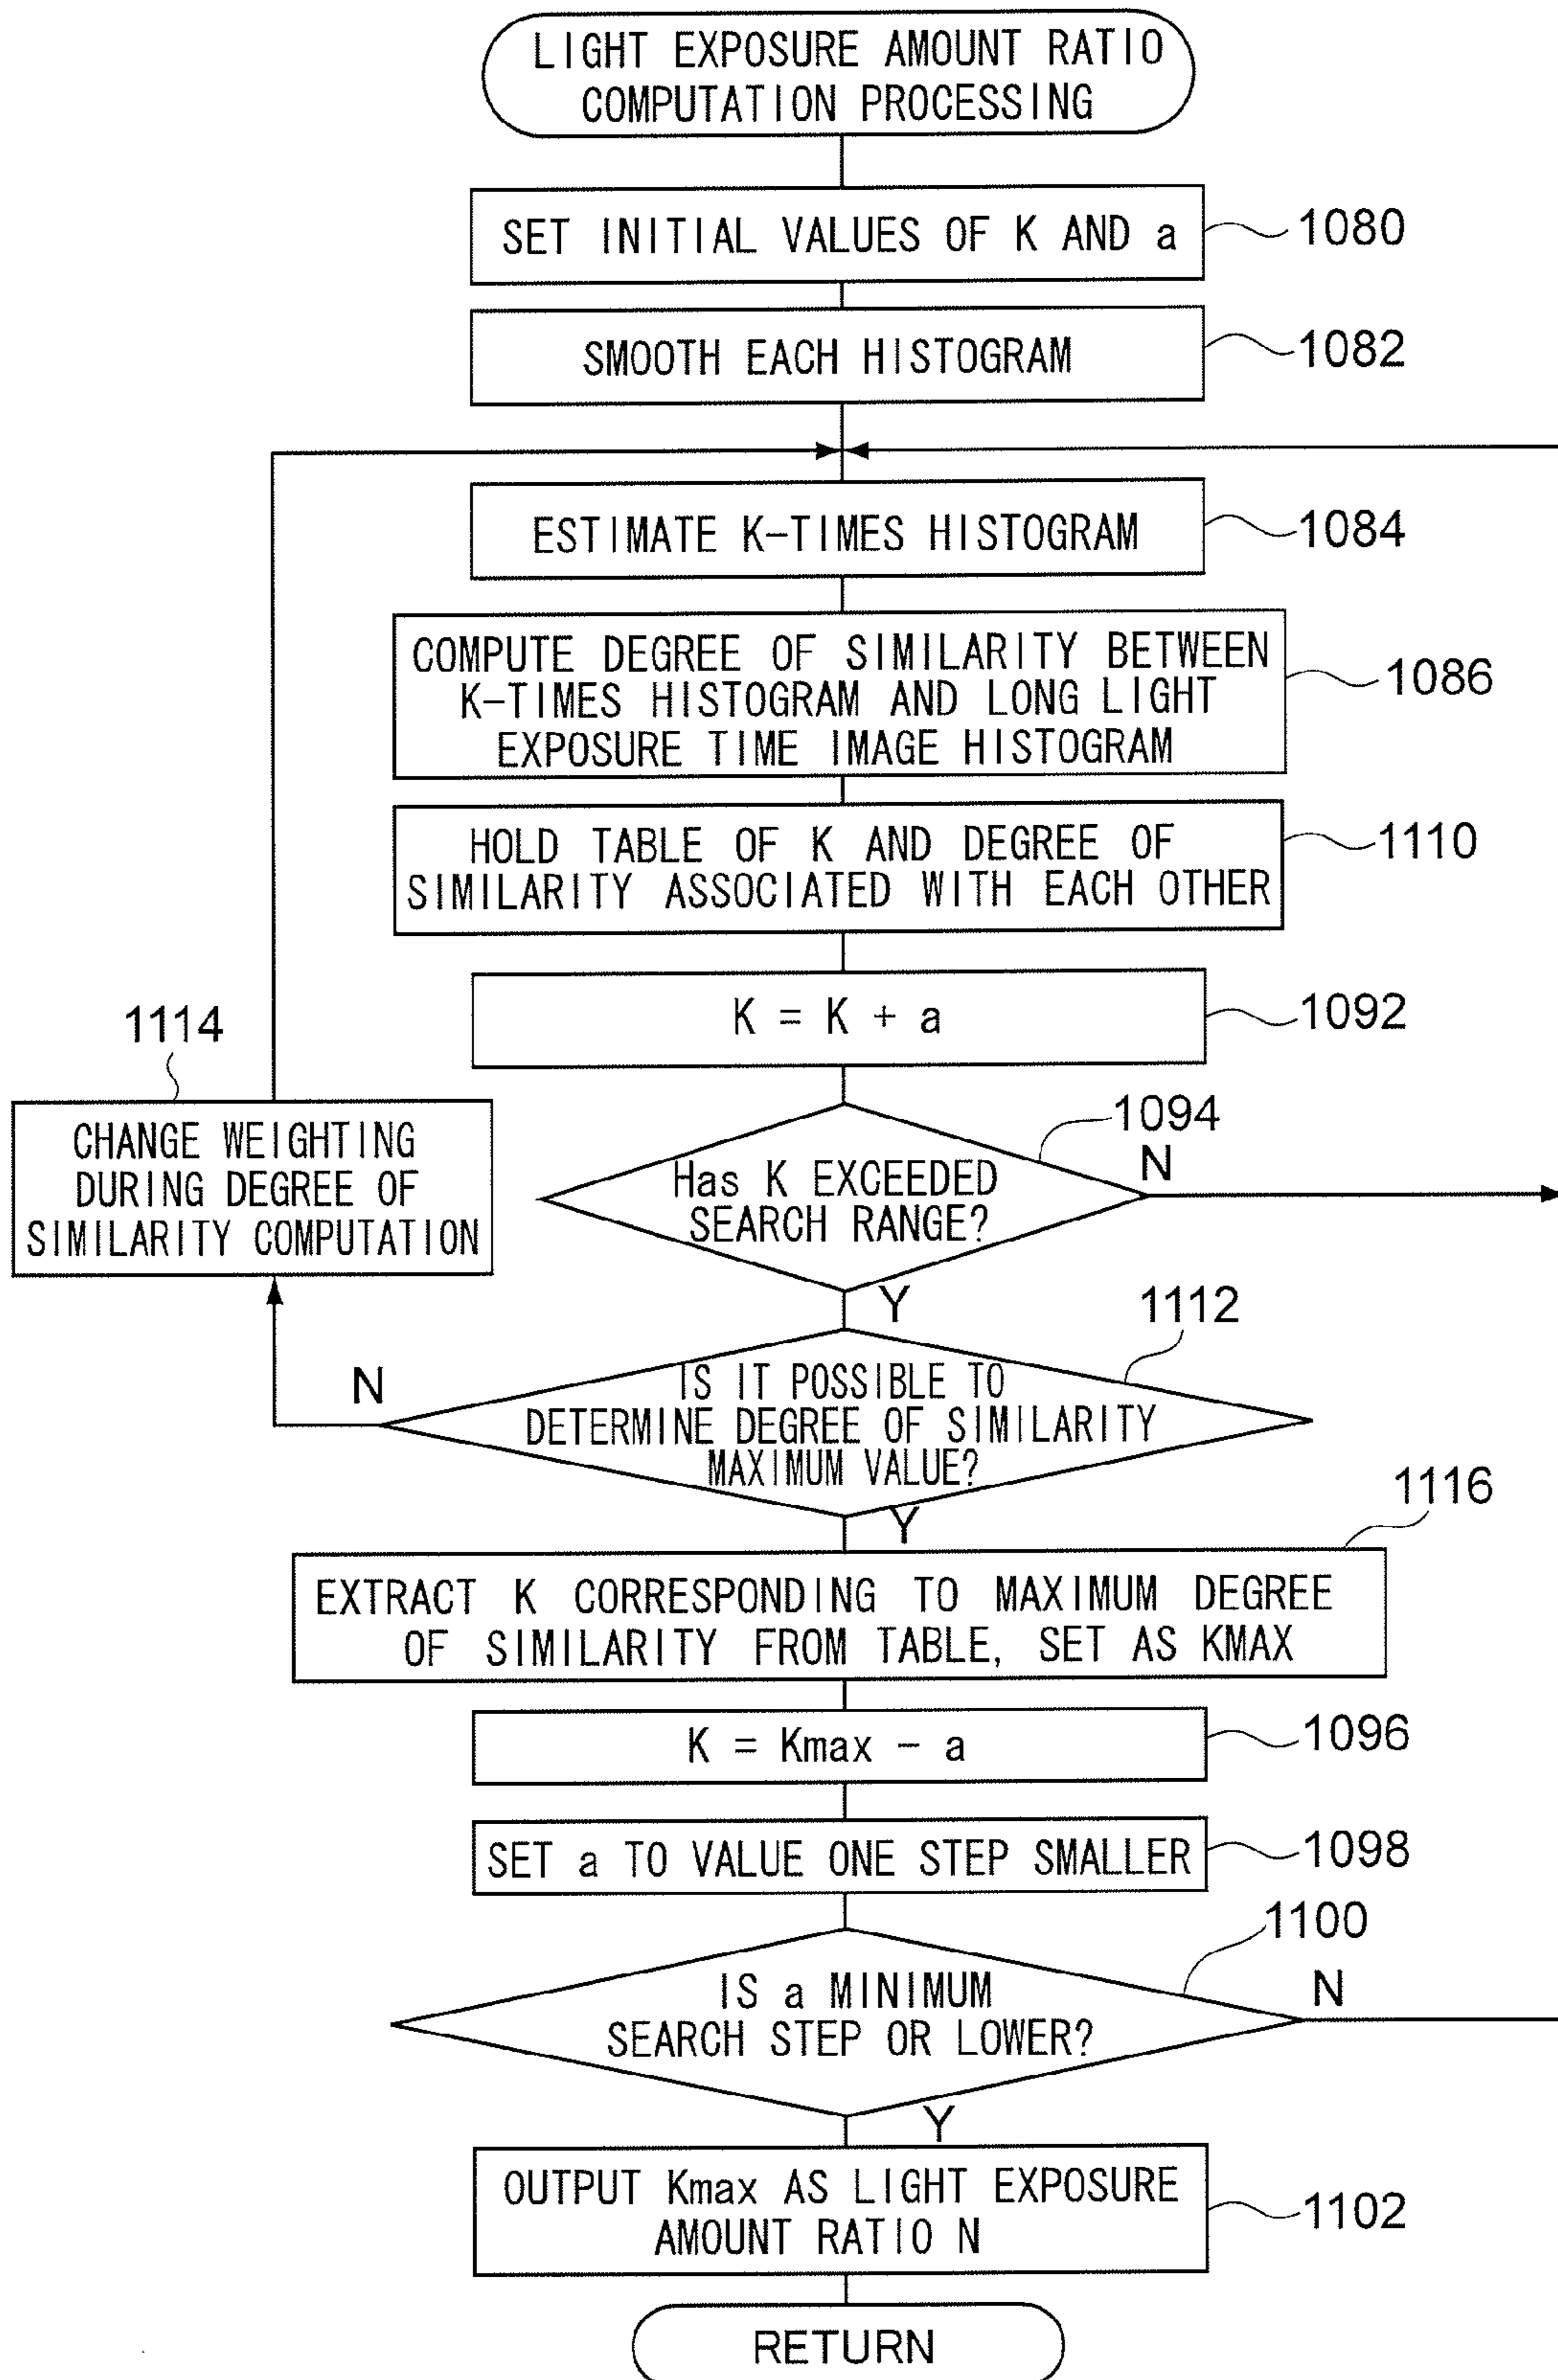 LIGHT EXPOSURE AMOUNT RATIO
COMPUTATION PROCESSING
SET INITIAL VALUES OF K AND a
1080
SMOOTH EACH HISTOGRAM
1082
ESTIMATE K-TIMES HISTOGRAM
1084
COMPUTE DEGREE OF SIMILARITY BETWEEN
K-TIMES HISTOGRAM AND LONG LIGHT
EXPOSURE TIME IMAGE HISTOGRAM
1086
HOLD TABLE OF K AND DEGREE OF
SIMILARITY ASSOCIATED WITH EACH OTHER
1110
K = K + a
1092
1114
CHANGE WEIGHTING
DURING DEGREE OF
SIMILARITY COMPUTATION
1094
Has K EXCEEDED
SEARCH RANGE?
N
Y
1112
IS IT POSSIBLE TO
DETERMINE DEGREE OF SIMILARITY
MAXIMUM VALUE?
N
Y
1116
EXTRACT K CORRESPONDING TO MAXIMUM DEGREE
OF SIMILARITY FROM TABLE, SET AS KMAX
K = Kmax - a
1096
SET a TO VALUE ONE STEP SMALLER
1098
1100
IS a MINIMUM
SEARCH STEP OR LOWER?
N
Y
OUTPUT Kmax AS LIGHT EXPOSURE
AMOUNT RATIO N
1102
RETURN